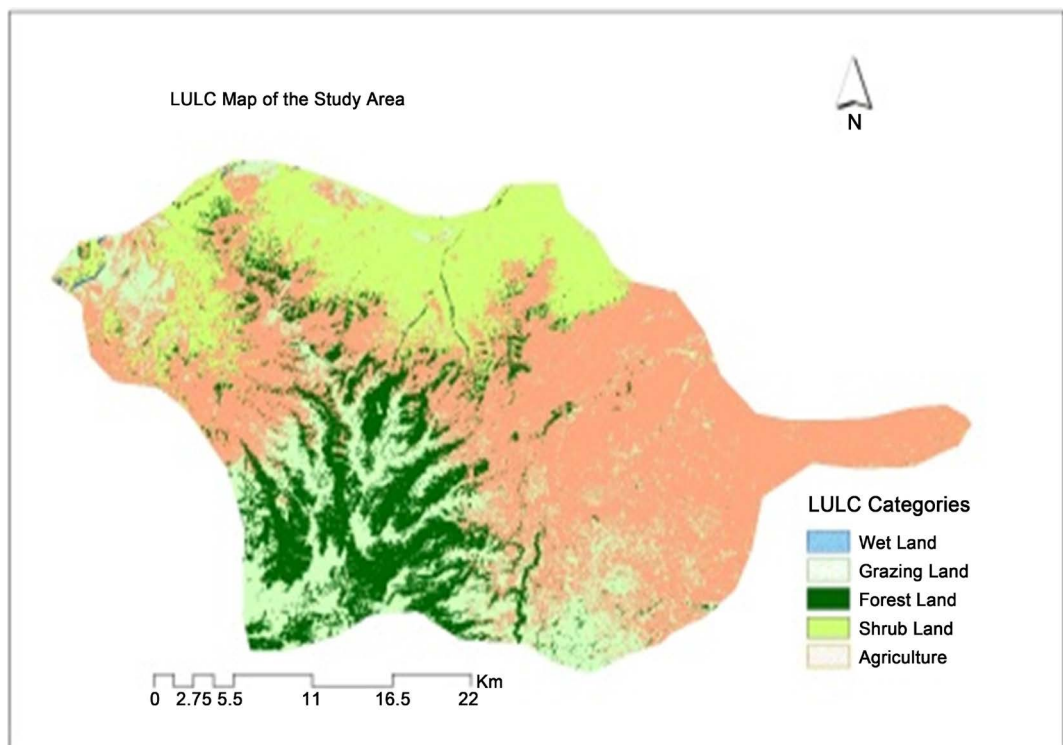 LULC Map of the Study Area
N
LULC Categories
Wet Land
Grazing Land
Forest Land
Shrub Land
Agriculture
Km
0 2.75 5.5 11 16.5 22